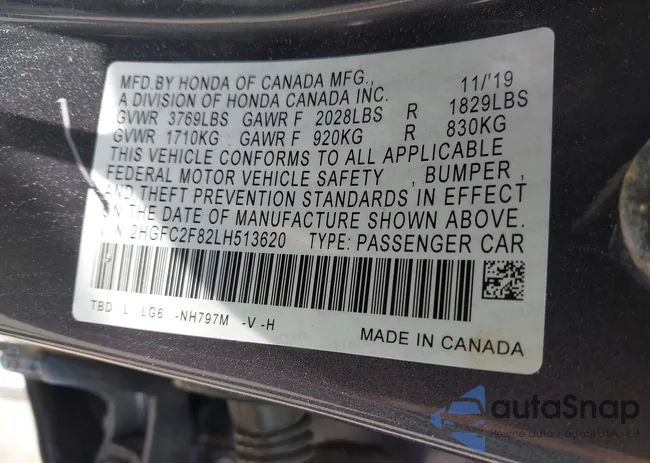 MFD.BY HONDA OF CANADA MFG., 11/'19
A DIVISION OF HONDA CANADA INC.
GVWR 3769LBS GAWR F 2028LBS R 1829LBS
GVWR 1710KG GAWR F 920KG R 830KG
THIS VEHICLE CONFORMS TO ALL APPLICABLE
FEDERAL MOTOR VEHICLE SAFETY , BUMPER ,
AND THEFT PREVENTION STANDARDS IN EFFECT
ON THE DATE OF MANUFACTURE SHOWN ABOVE.
2HGFC2F82LH513620 TYPE: PASSENGER CAR
TBD L LG6 -NH797M -V -H
MADE IN CANADA
autaSnap